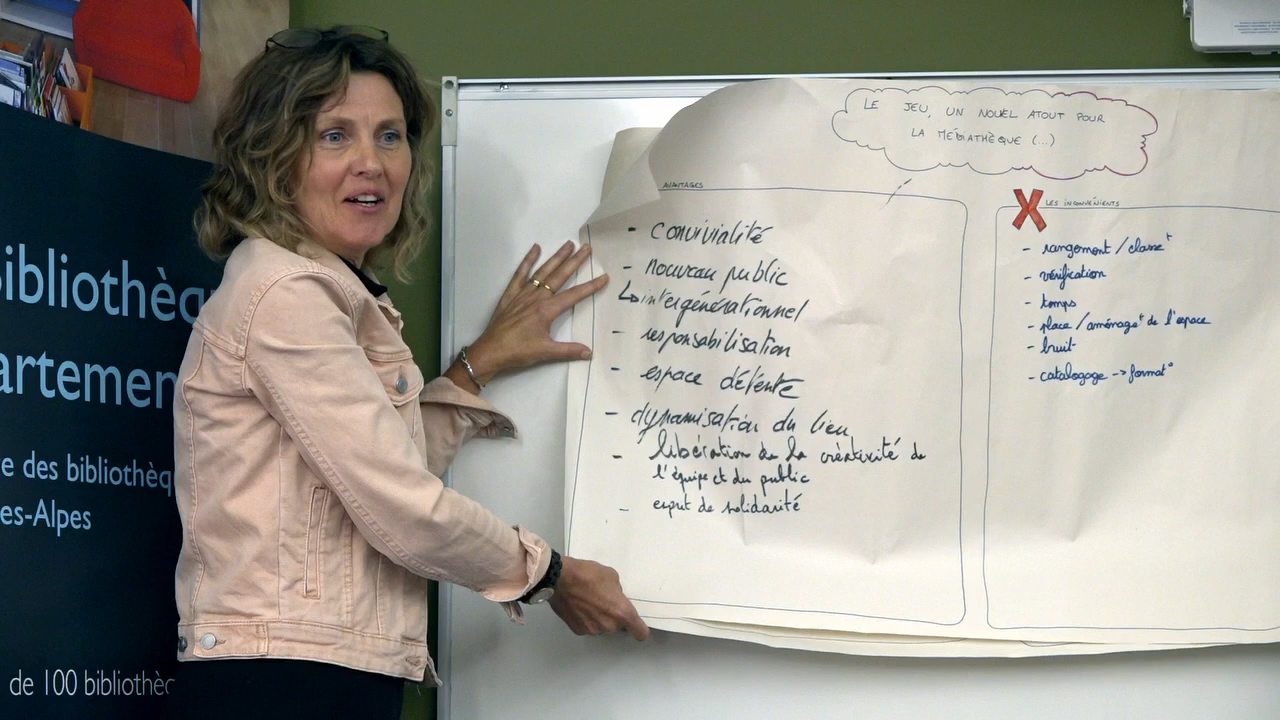 Bibliothèq
artemen
e des bibliothèq
es-Alpes
de 100 bibliothèc
LE JEU, UN NOUVEL ATOUT POUR
LA MÉDIATHÈQUE (...)
AVANTAGES
- convivialité
- nouveau public
↳ intergénérationnel
- responsabilisation
- espace détente
- dynamisation du lieu
- libération de la créativité de
l'équipe et du public
- esprit de solidarité
X LES INCONVÉNIENTS
- rangement / classet
- vérification
- temps
- place / aménaget de l'espace
- bruit
- catalogage -> format°